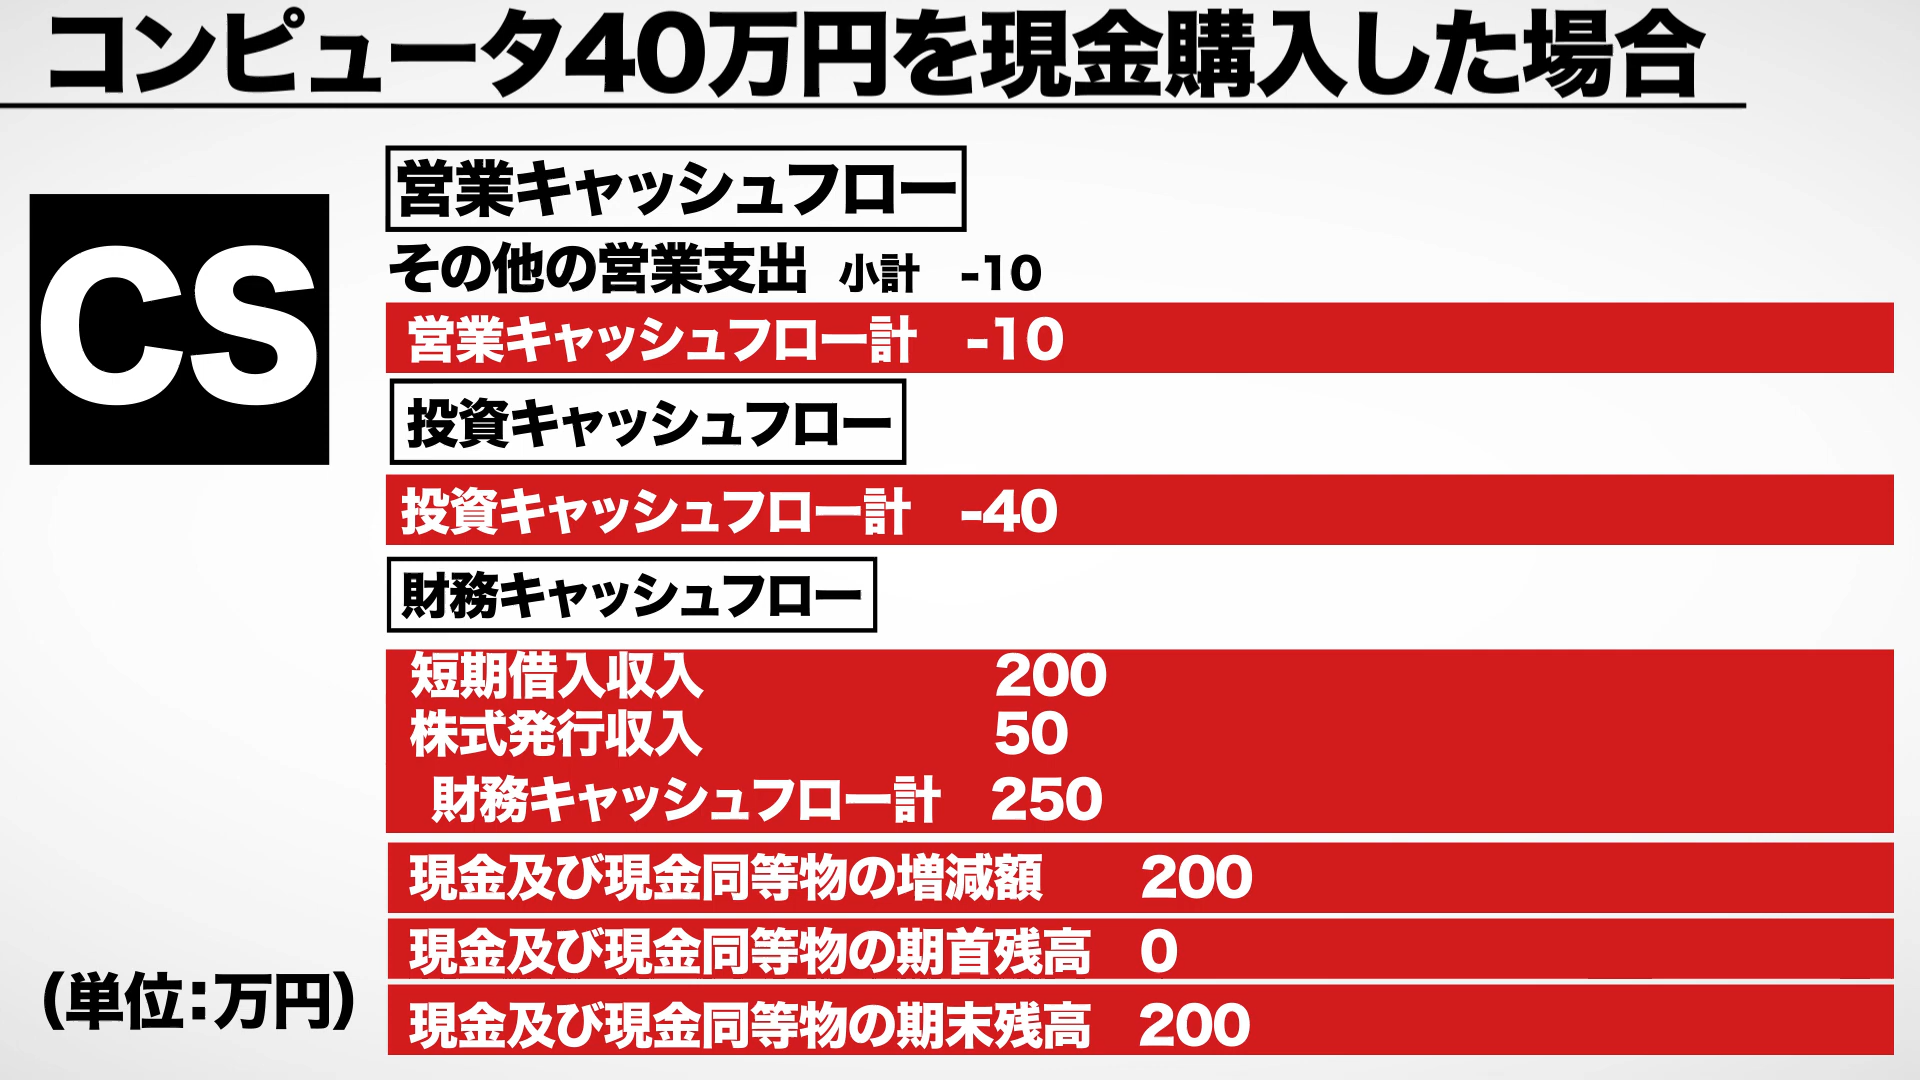 コンピュータ40万円を現金購入した場合
CS
営業キャッシュフロー
その他の営業支出 小計 -10
営業キャッシュフロー計 -10
投資キャッシュフロー
投資キャッシュフロー計 -40
財務キャッシュフロー
短期借入収入 200
株式発行収入 50
財務キャッシュフロー計 250
現金及び現金同等物の増減額 200
現金及び現金同等物の期首残高 0
現金及び現金同等物の期末残高 200
(単位:万円)